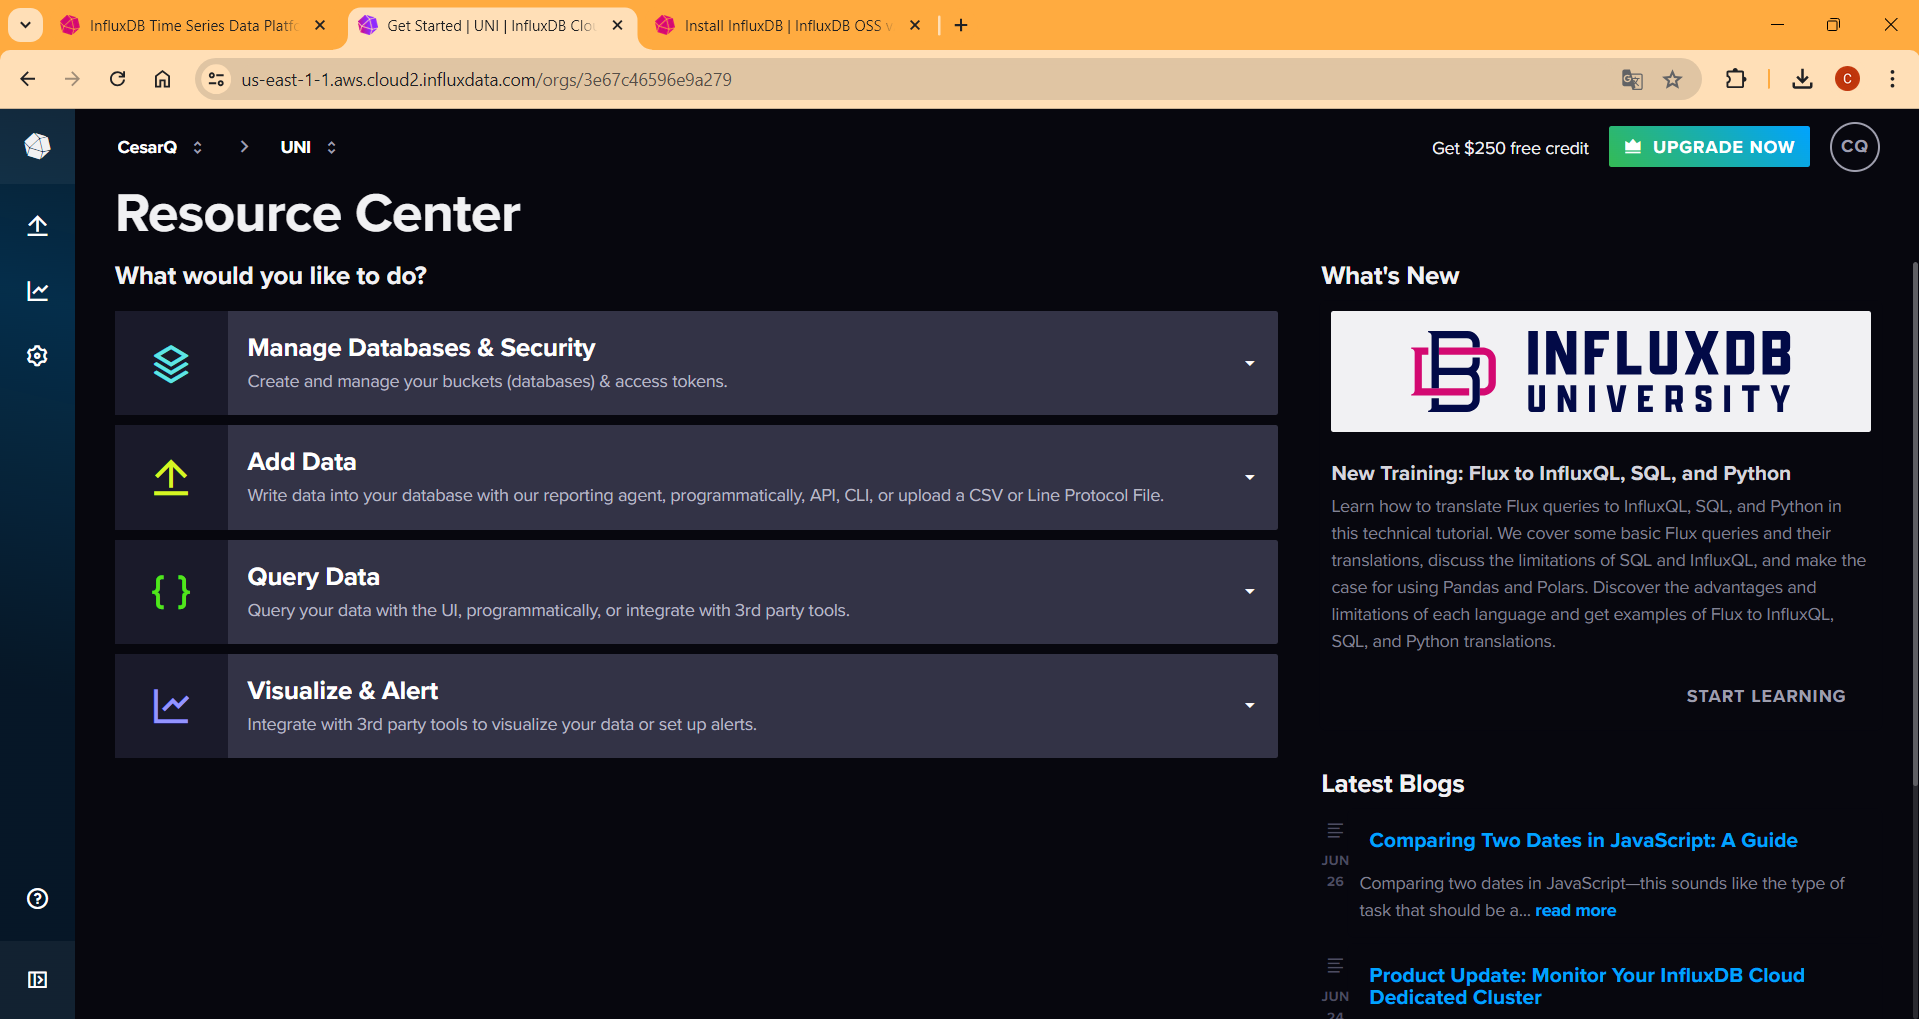 InfluxDB Time Series Data Platfo
Get Started | UNI | InfluxDB Clo
Install InfluxDB | InfluxDB OSS v
us-east-1-1.aws.cloud2.influxdata.com/orgs/3e67c46596e9a279
C
CesarQ
UNI
Get $250 free credit
UPGRADE NOW
CQ
Resource Center
What would you like to do?
Manage Databases & Security
Create and manage your buckets (databases) & access tokens.
Add Data
Write data into your database with our reporting agent, programmatically, API, CLI, or upload a CSV or Line Protocol File.
Query Data
Query your data with the UI, programmatically, or integrate with 3rd party tools.
Visualize & Alert
Integrate with 3rd party tools to visualize your data or set up alerts.
What's New
INFLUXDB
UNIVERSITY
New Training: Flux to InfluxQL, SQL, and Python
Learn how to translate Flux queries to InfluxQL, SQL, and Python in
this technical tutorial. We cover some basic Flux queries and their
translations, discuss the limitations of SQL and InfluxQL, and make the
case for using Pandas and Polars. Discover the advantages and
limitations of each language and get examples of Flux to InfluxQL,
SQL, and Python translations.
START LEARNING
Latest Blogs
JUN
26
Comparing Two Dates in JavaScript: A Guide
Comparing two dates in JavaScript—this sounds like the type of
task that should be a... read more
JUN
24
Product Update: Monitor Your InfluxDB Cloud
Dedicated Cluster